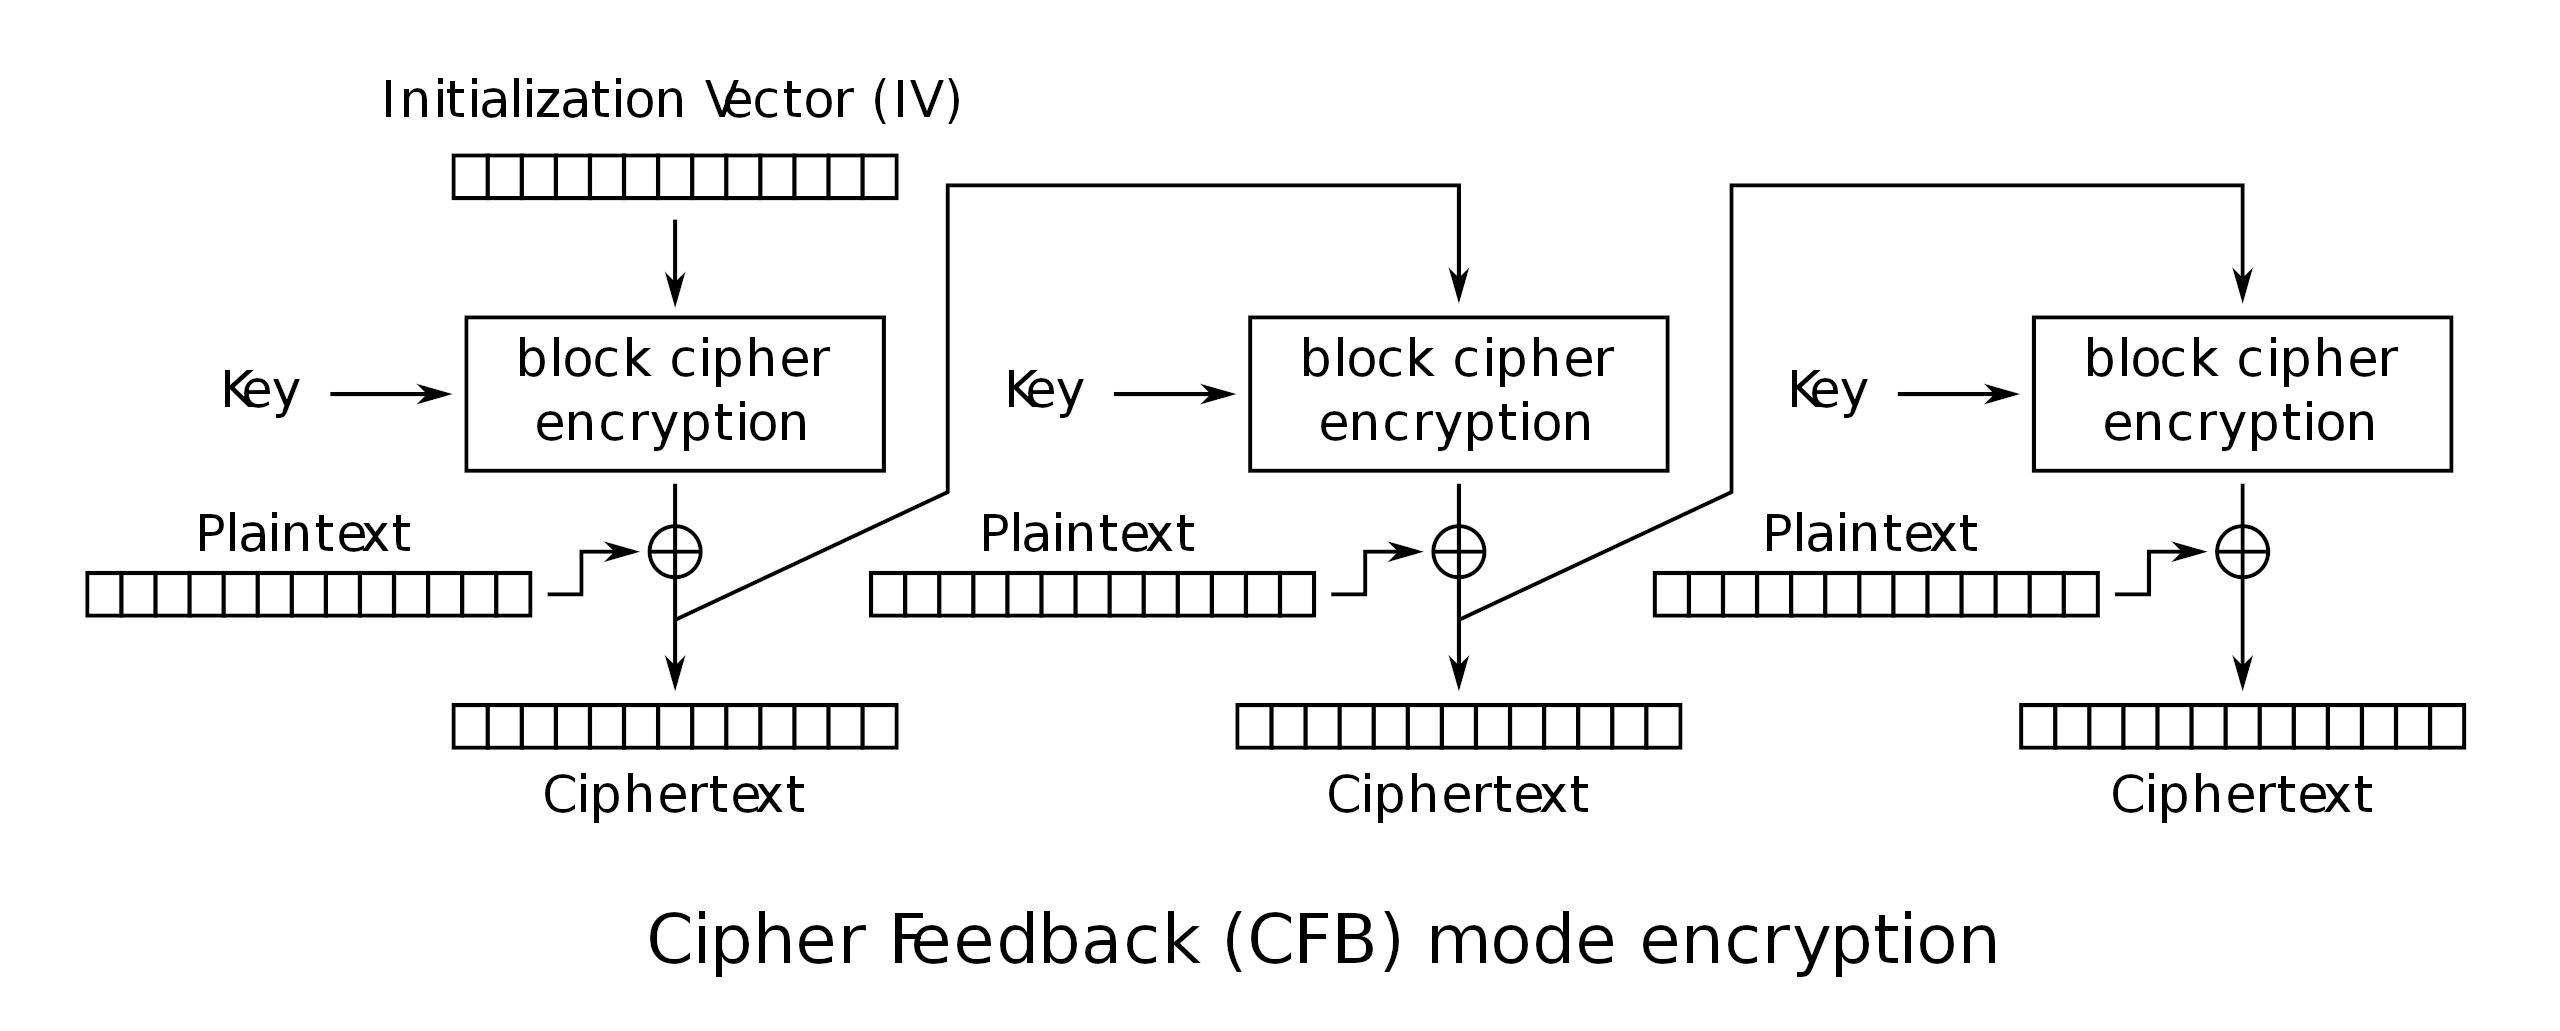 Initialization Vector (IV)
block cipher
encryption
Key
Plaintext
Ciphertext
block cipher
encryption
Key
Plaintext
Ciphertext
block cipher
encryption
Key
Plaintext
Ciphertext
Cipher Feedback (CFB) mode encryption